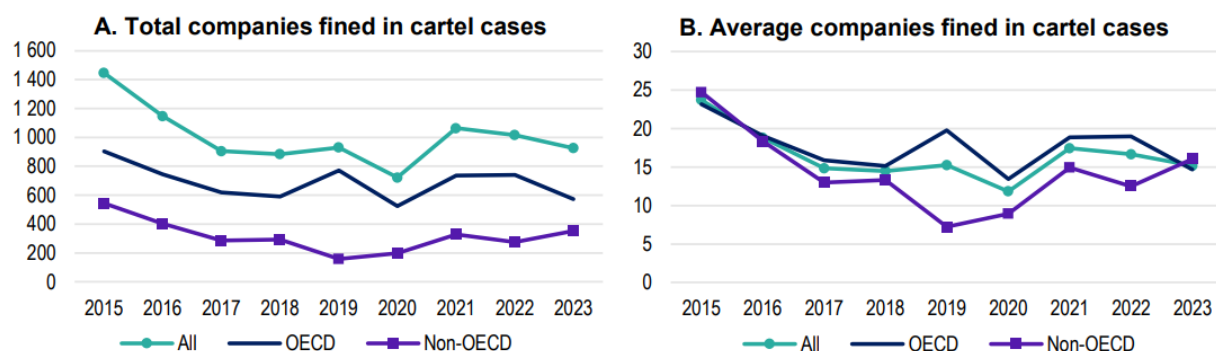 A. Total companies fined in cartel cases
1 600
1 400
1 200
1 000
800
600
400
200
0
2015 2016 2017 2018 2019 2020 2021 2022 2023
All OECD Non-OECD
B. Average companies fined in cartel cases
30
25
20
15
10
5
0
2015 2016 2017 2018 2019 2020 2021 2022 2023
All OECD Non-OECD